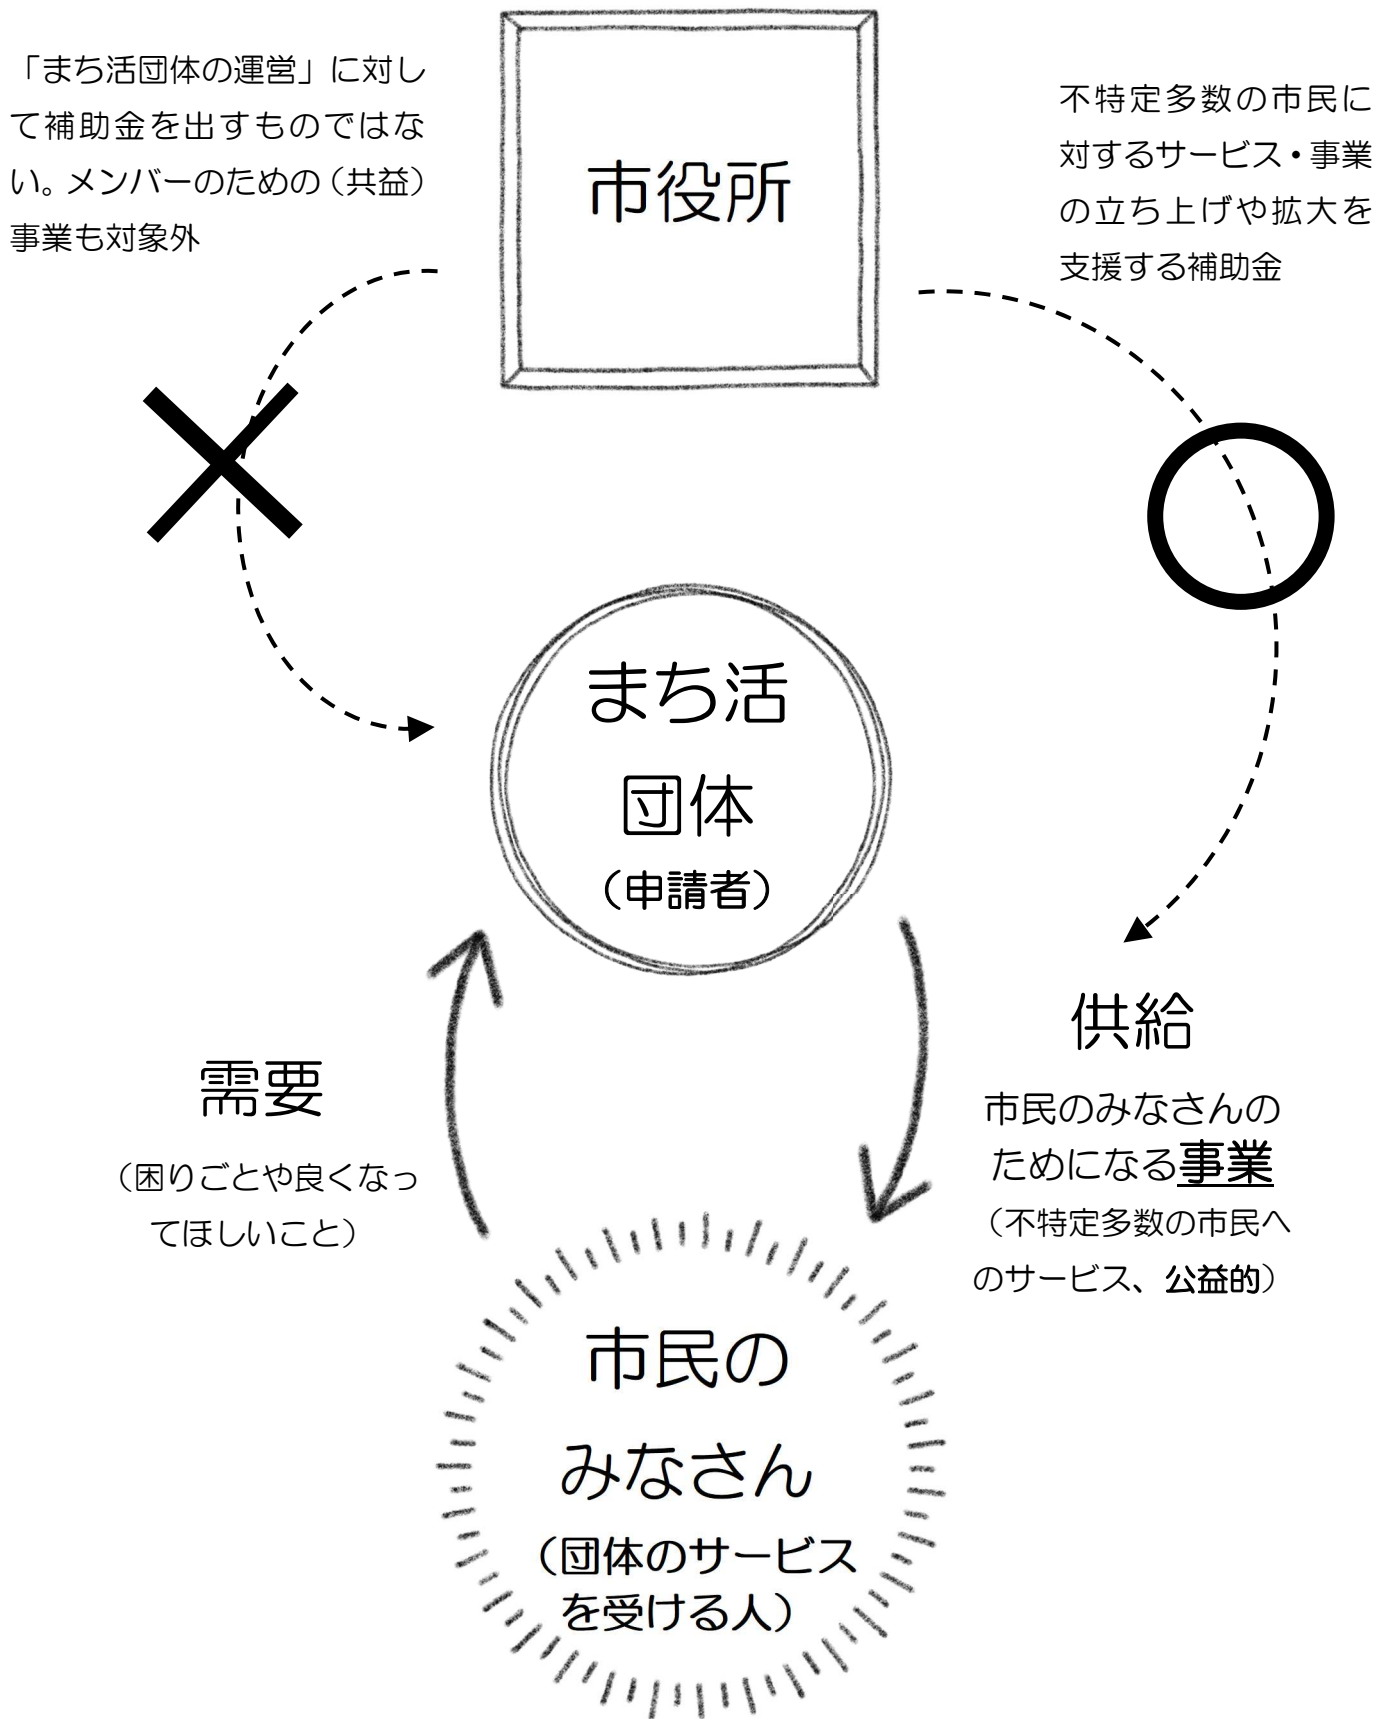 「まち活団体の運営」に対し
て補助金を出すものではな
い。メンバーのための（共益）
事業も対象外
市役所
不特定多数の市民に
対するサービス・事業
の立ち上げや拡大を
支援する補助金
まち活
団体
（申請者）
需要
（困りごとや良くなっ
てほしいこと）
供給
市民のみなさんの
ためになる事業
（不特定多数の市民へ
のサービス、公益的）
市民の
みなさん
（団体のサービス
を受ける人）